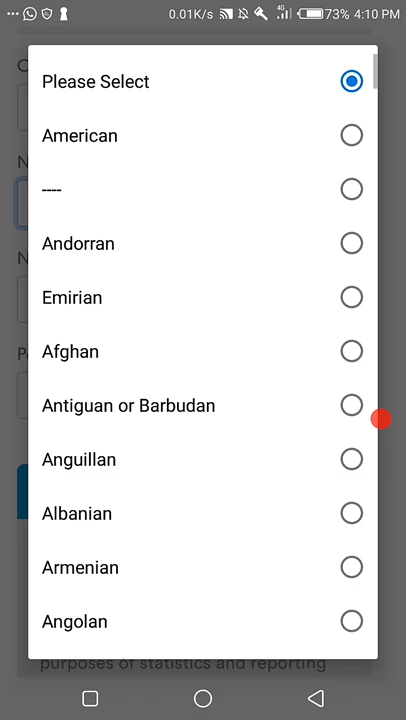 0.01K/s 4G 73% 4:10 PM
Please Select
American
----
Andorran
Emirian
Afghan
Antiguan or Barbudan
Anguillan
Albanian
Armenian
Angolan
purposes of statistics and reporting